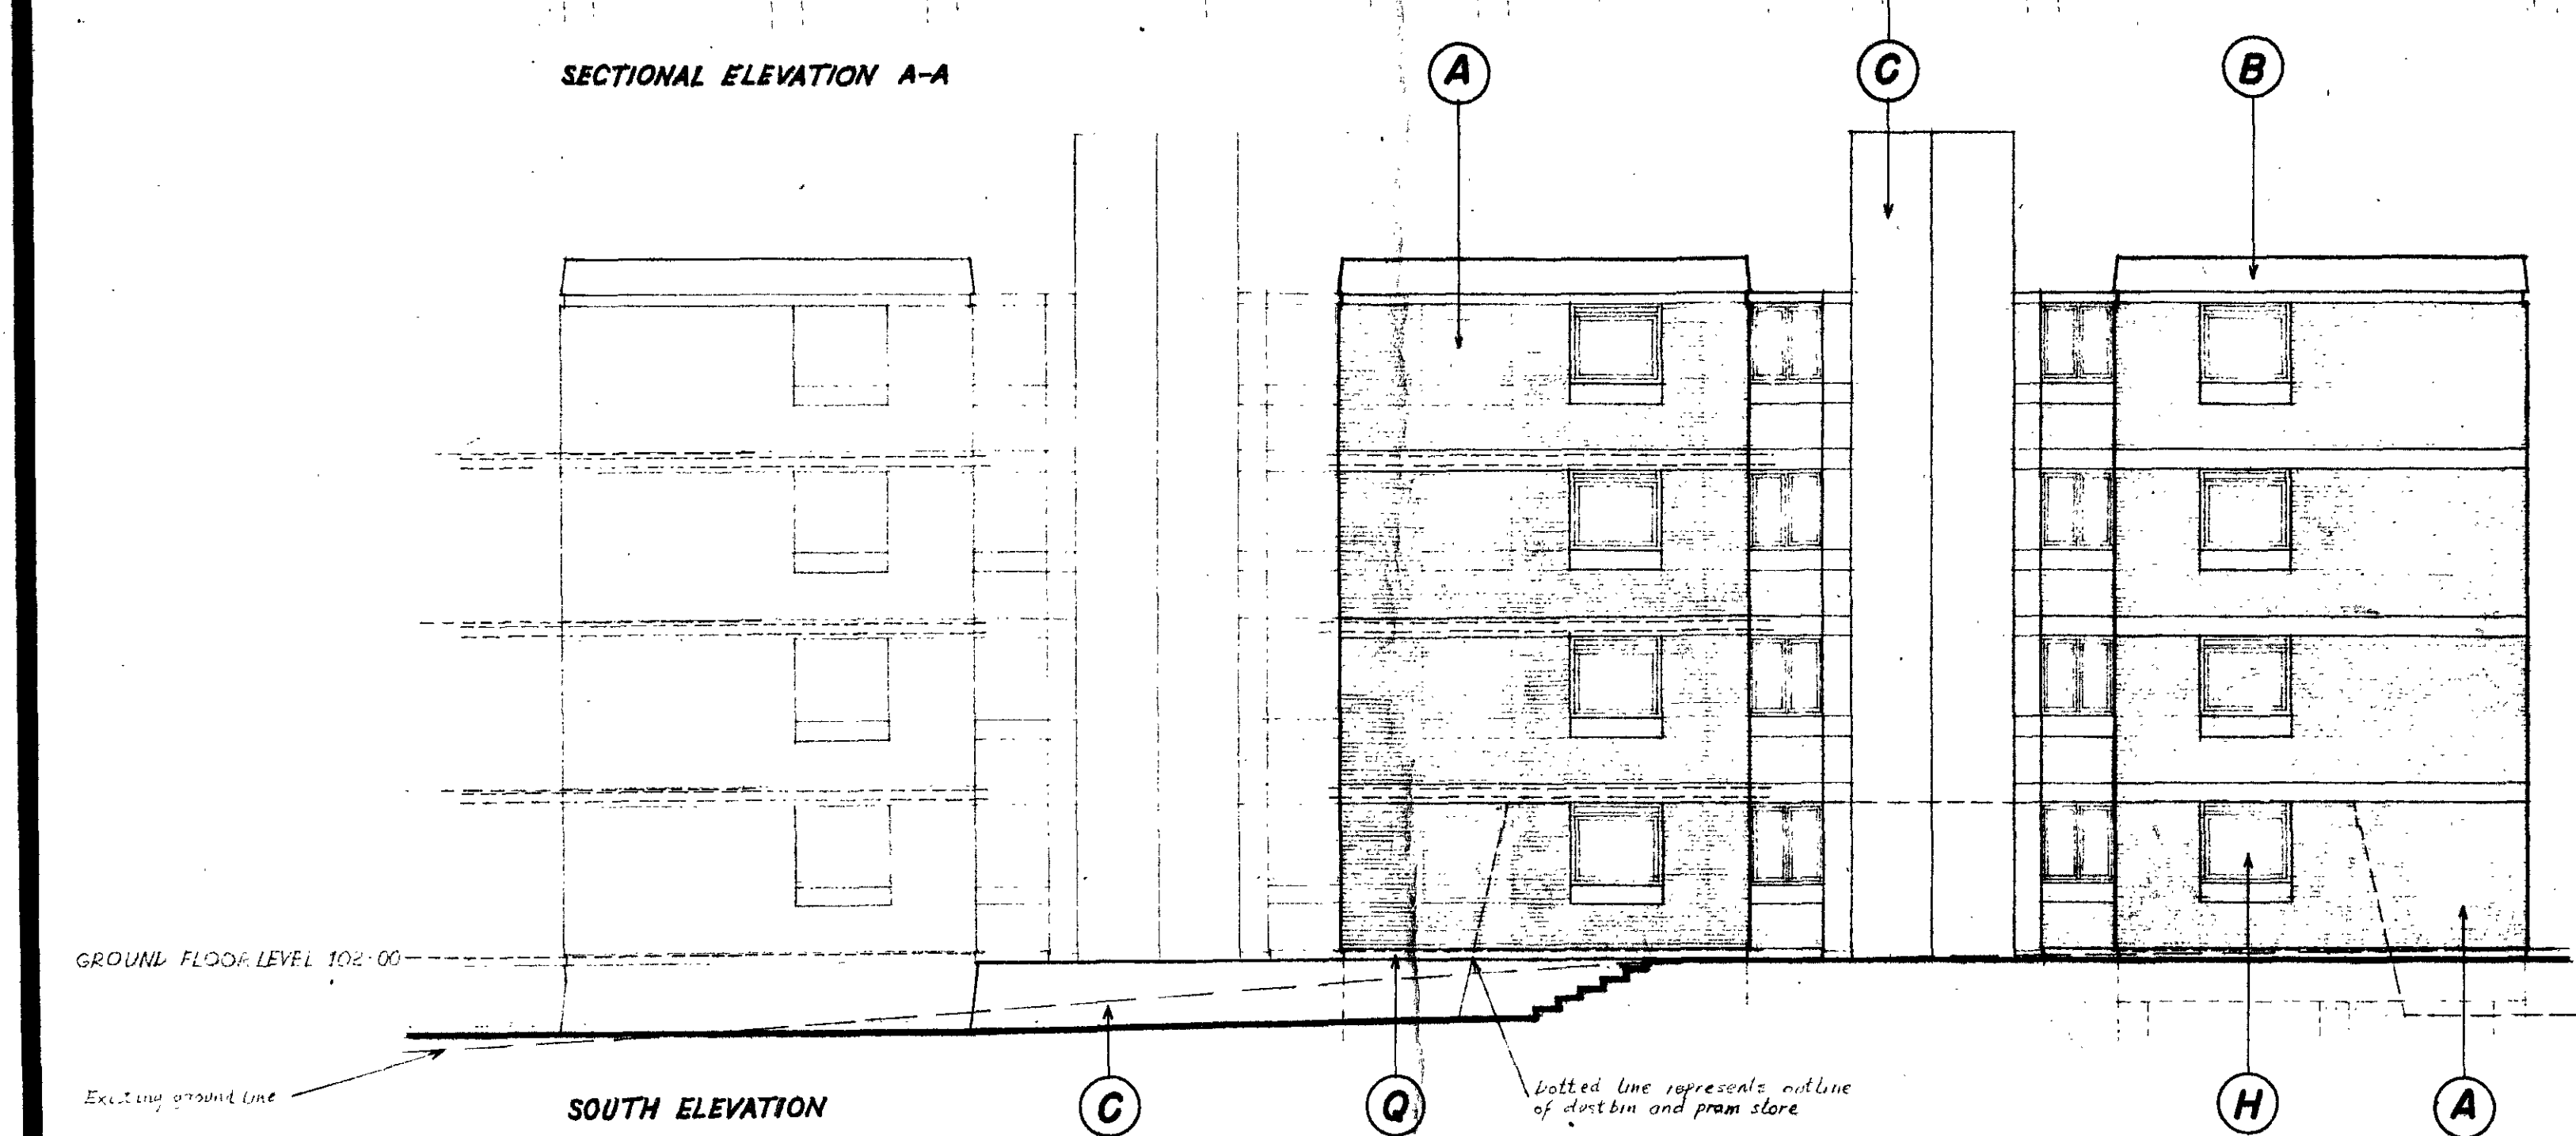 SECTIONAL ELEVATION A-A
A
C
B
GROUND FLOOR LEVEL 102·00
Existing ground line
SOUTH ELEVATION
C
Q
Dotted line represents outline
of dustbin and pram store
H
A